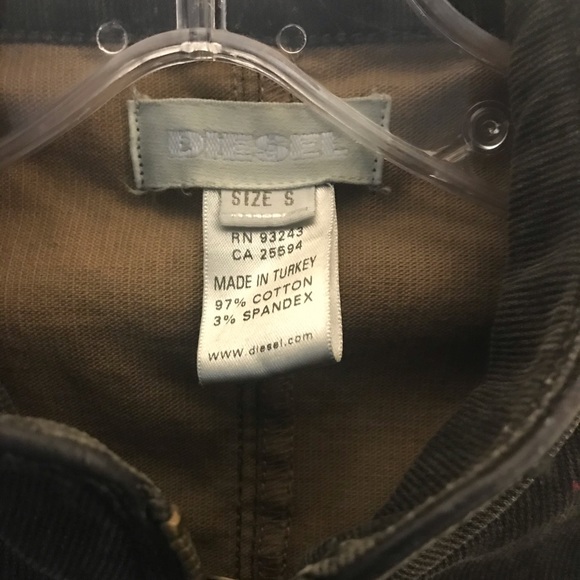 DIESEL
SIZE S
RN 93243
CA 25594
MADE IN TURKEY
97% COTTON
3% SPANDEX
www.diesel.com